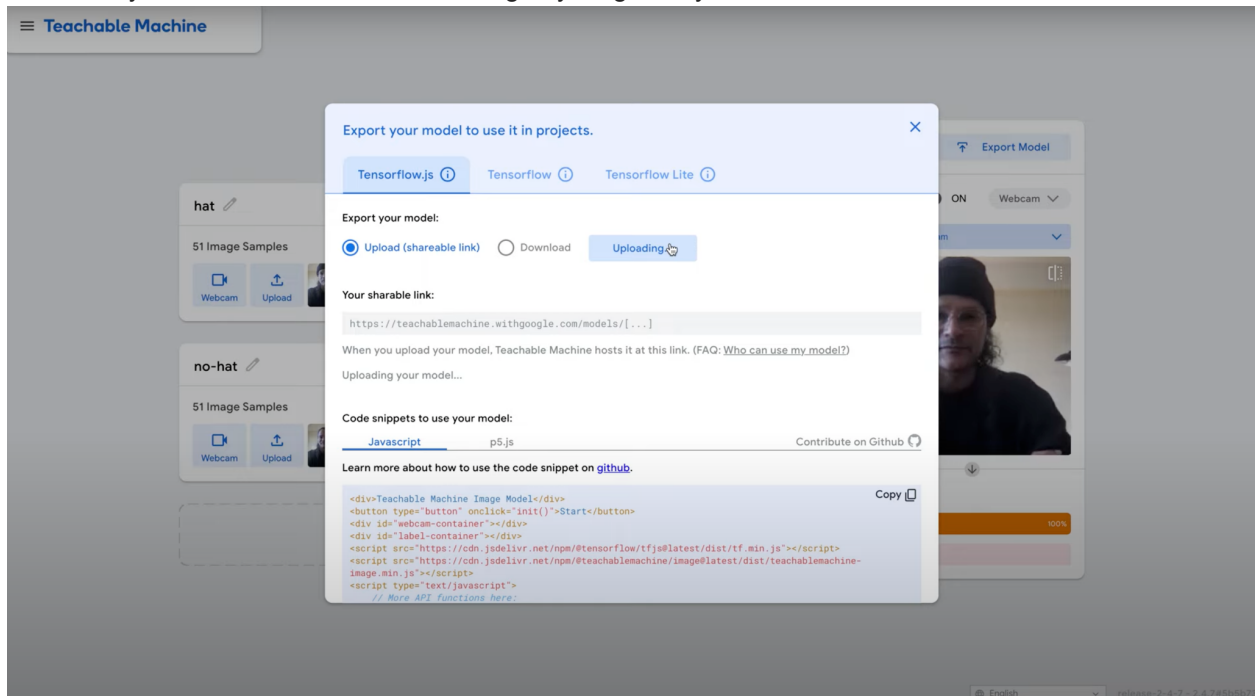 Teachable Machine
Export your model to use it in projects.
Export Model
Tensorflow.js
Tensorflow
Tensorflow Lite
hat
ON
Webcam
Export your model:
51 Image Samples
Upload (shareable link)
Download
Uploading...
Webcam
Upload
Your sharable link:
https://teachablemachine.withgoogle.com/models/[...]
When you upload your model, Teachable Machine hosts it at this link. (FAQ: Who can use my model?)
no-hat
Uploading your model...
51 Image Samples
Code snippets to use your model:
Webcam
Upload
Javascript
p5.js
Contribute on Github
Learn more about how to use the code snippet on github.
Copy
<div>Teachable Machine Image Model</div>
<button type="button" onclick="init()">Start</button>
<div id="webcam-container"></div>
<div id="label-container"></div>
<script src="https://cdn.jsdelivr.net/npm/@tensorflow/tfjs@latest/dist/tf.min.js"></script>
<script src="https://cdn.jsdelivr.net/npm/@teachablemachine/image@latest/dist/teachablemachine-
image.min.js"></script>
<script type="text/javascript">
// More API functions here:
100%
English